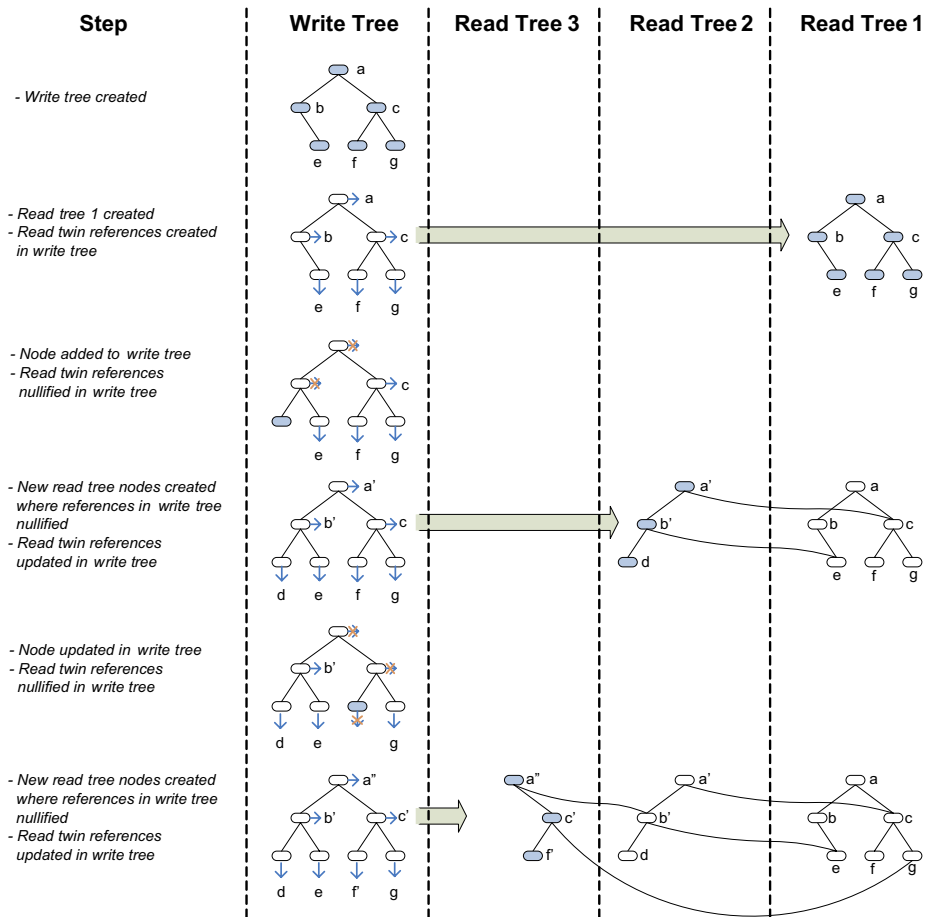 Step
Write Tree
Read Tree 3
Read Tree 2
Read Tree 1
- Write tree created
a
b
c
e
f
g
- Read tree 1 created
- Read twin references created
in write tree
a
b
c
e
f
g
a
b
c
e
f
g
- Node added to write tree
- Read twin references
nullified in write tree
c
e
f
g
- New read tree nodes created
where references in write tree
nullified
- Read twin references
updated in write tree
a’
b’
c
d
e
f
g
a’
b’
d
a
b
c
e
f
g
- Node updated in write tree
- Read twin references
nullified in write tree
b’
d
e
g
- New read tree nodes created
where references in write tree
nullified
- Read twin references
updated in write tree
a”
b’
c’
d
e
f’
g
a”
c’
f’
a’
b’
d
a
b
c
e
f
g